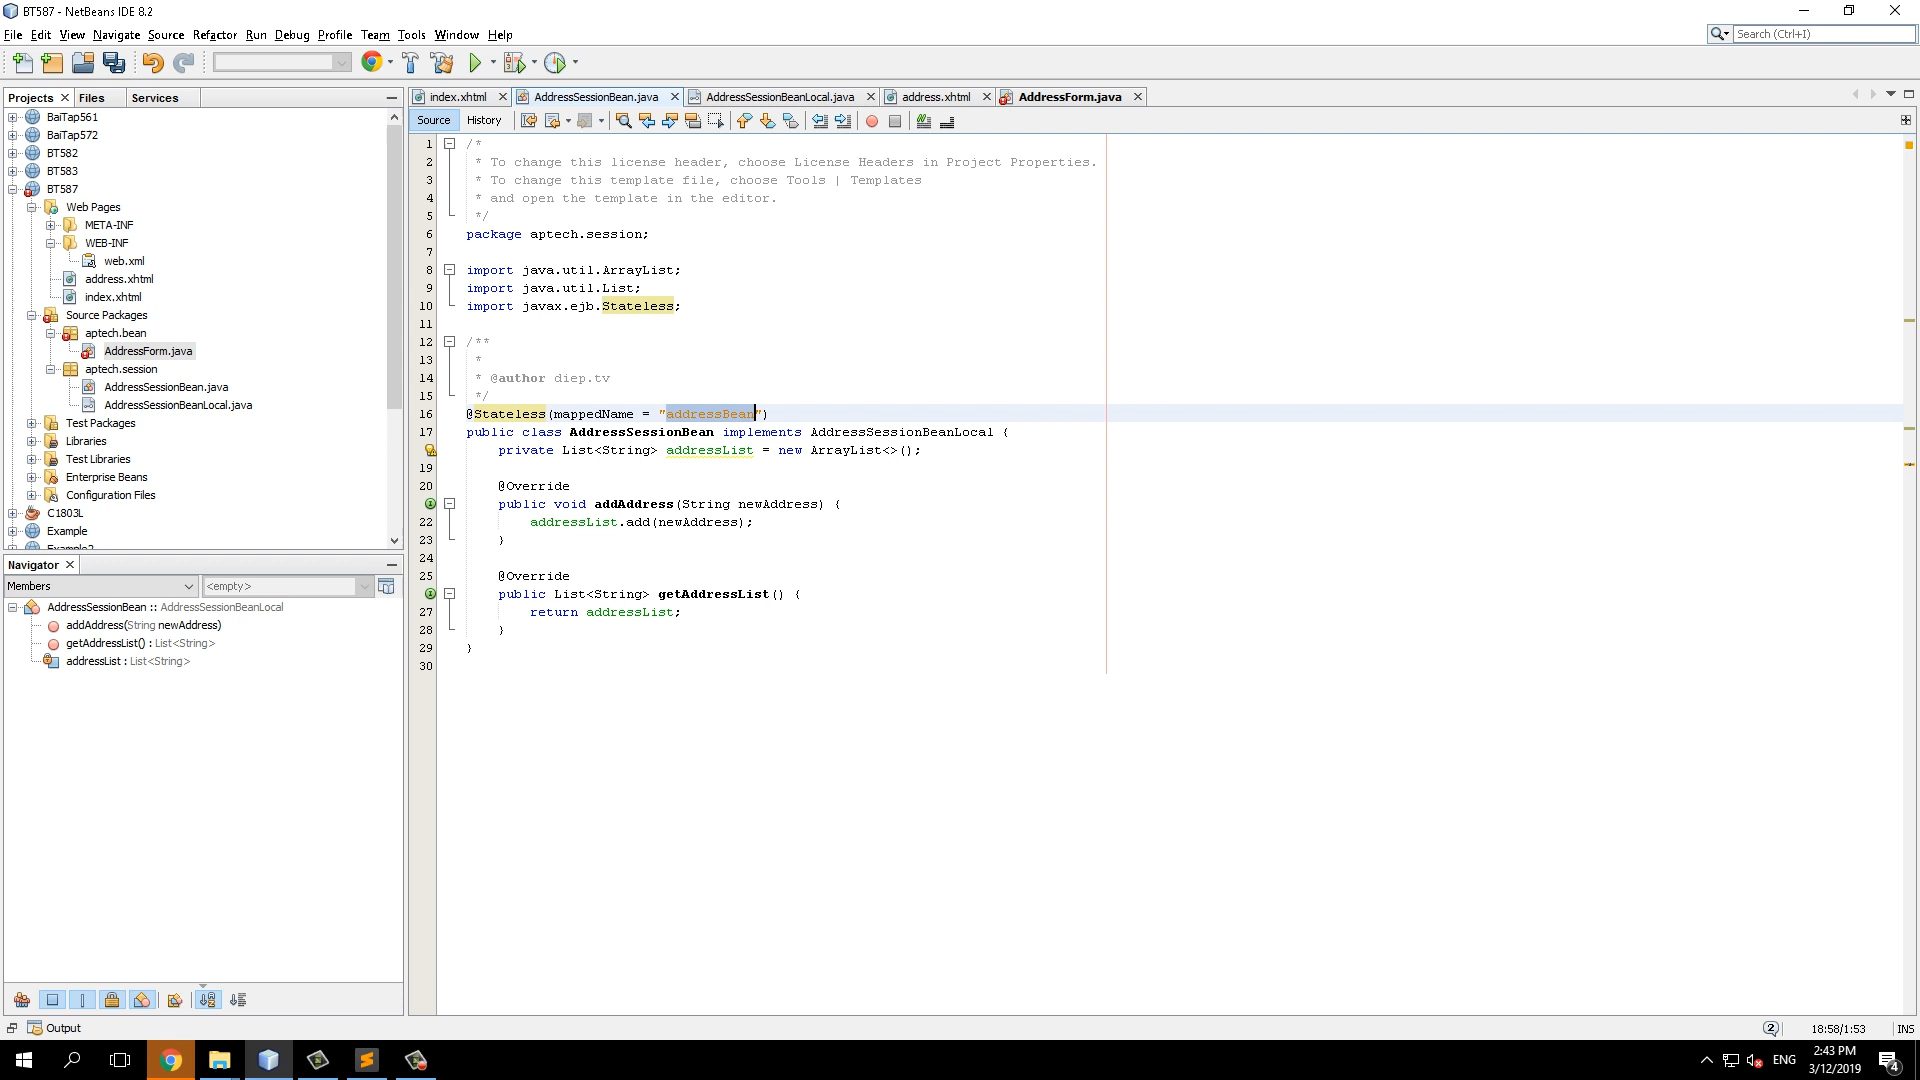 BT587 - NetBeans IDE 8.2
File Edit View Navigate Source Refactor Run Debug Profile Team Tools Window Help
Search (Ctrl+I)
Projects Files Services
index.xhtml AddressSessionBean.java AddressSessionBeanLocal.java address.xhtml AddressForm.java
Source History
BaiTap561
BaiTap572
BT582
BT583
BT587
Web Pages
META-INF
WEB-INF
web.xml
address.xhtml
index.xhtml
Source Packages
aptech.bean
AddressForm.java
aptech.session
AddressSessionBean.java
AddressSessionBeanLocal.java
Test Packages
Libraries
Test Libraries
Enterprise Beans
Configuration Files
C1803L
Example
Example2
Navigator
Members <empty>
AddressSessionBean :: AddressSessionBeanLocal
addAddress(String newAddress)
getAddressList() : List<String>
addressList : List<String>
1 /*
2 * To change this license header, choose License Headers in Project Properties.
3 * To change this template file, choose Tools | Templates
4 * and open the template in the editor.
5 */
6 package aptech.session;
7
8 import java.util.ArrayList;
9 import java.util.List;
10 import javax.ejb.Stateless;
11
12 /**
13 *
14 * @author diep.tv
15 */
16 @Stateless(mappedName = "addressBean")
17 public class AddressSessionBean implements AddressSessionBeanLocal {
private List<String> addressList = new ArrayList<>();
19
20 @Override
public void addAddress(String newAddress) {
22 addressList.add(newAddress);
23 }
24
25 @Override
public List<String> getAddressList() {
27 return addressList;
28 }
29 }
30
Output
2 18:58/1:53 INS
ENG
2:43 PM
3/12/2019
4